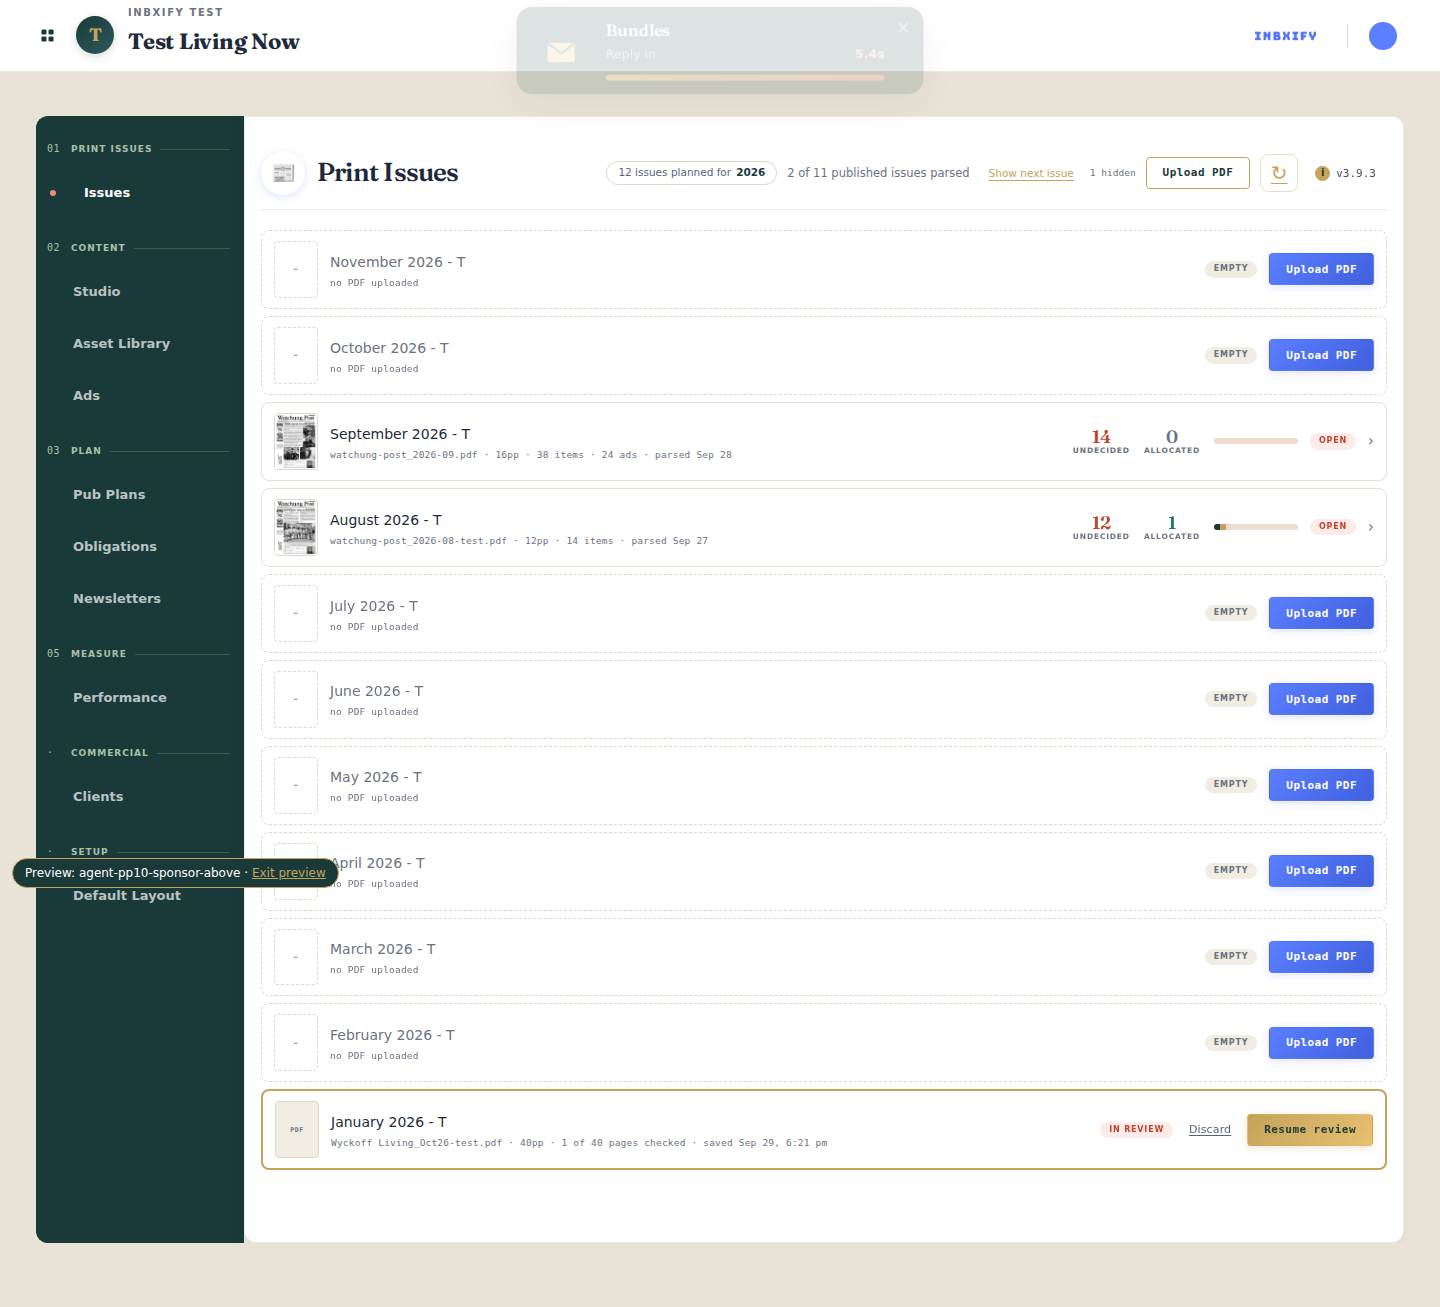 INBXIFY TEST
T
Test Living Now
Bundles
Reply in 5.4s
×
INBXIFY
01 PRINT ISSUES
Issues
02 CONTENT
Studio
Asset Library
Ads
03 PLAN
Pub Plans
Obligations
Newsletters
05 MEASURE
Performance
· COMMERCIAL
Clients
· SETUP
Preview: agent-pp10-sponsor-above · Exit preview
Default Layout
Print Issues
12 issues planned for 2026
2 of 11 published issues parsed
Show next issue
1 hidden
Upload PDF
↻
i v3.9.3
- November 2026 - T
no PDF uploaded
EMPTY
Upload PDF
- October 2026 - T
no PDF uploaded
EMPTY
Upload PDF
Watchung Post
September 2026 - T
watchung-post_2026-09.pdf · 16pp · 38 items · 24 ads · parsed Sep 28
14 UNDECIDED
0 ALLOCATED
OPEN ›
Watchung Post
August 2026 - T
watchung-post_2026-08-test.pdf · 12pp · 14 items · parsed Sep 27
12 UNDECIDED
1 ALLOCATED
OPEN ›
- July 2026 - T
no PDF uploaded
EMPTY
Upload PDF
- June 2026 - T
no PDF uploaded
EMPTY
Upload PDF
- May 2026 - T
no PDF uploaded
EMPTY
Upload PDF
April 2026 - T
no PDF uploaded
EMPTY
Upload PDF
- March 2026 - T
no PDF uploaded
EMPTY
Upload PDF
- February 2026 - T
no PDF uploaded
EMPTY
Upload PDF
PDF
January 2026 - T
Wyckoff Living_Oct26-test.pdf · 40pp · 1 of 40 pages checked · saved Sep 29, 6:21 pm
IN REVIEW
Discard
Resume review